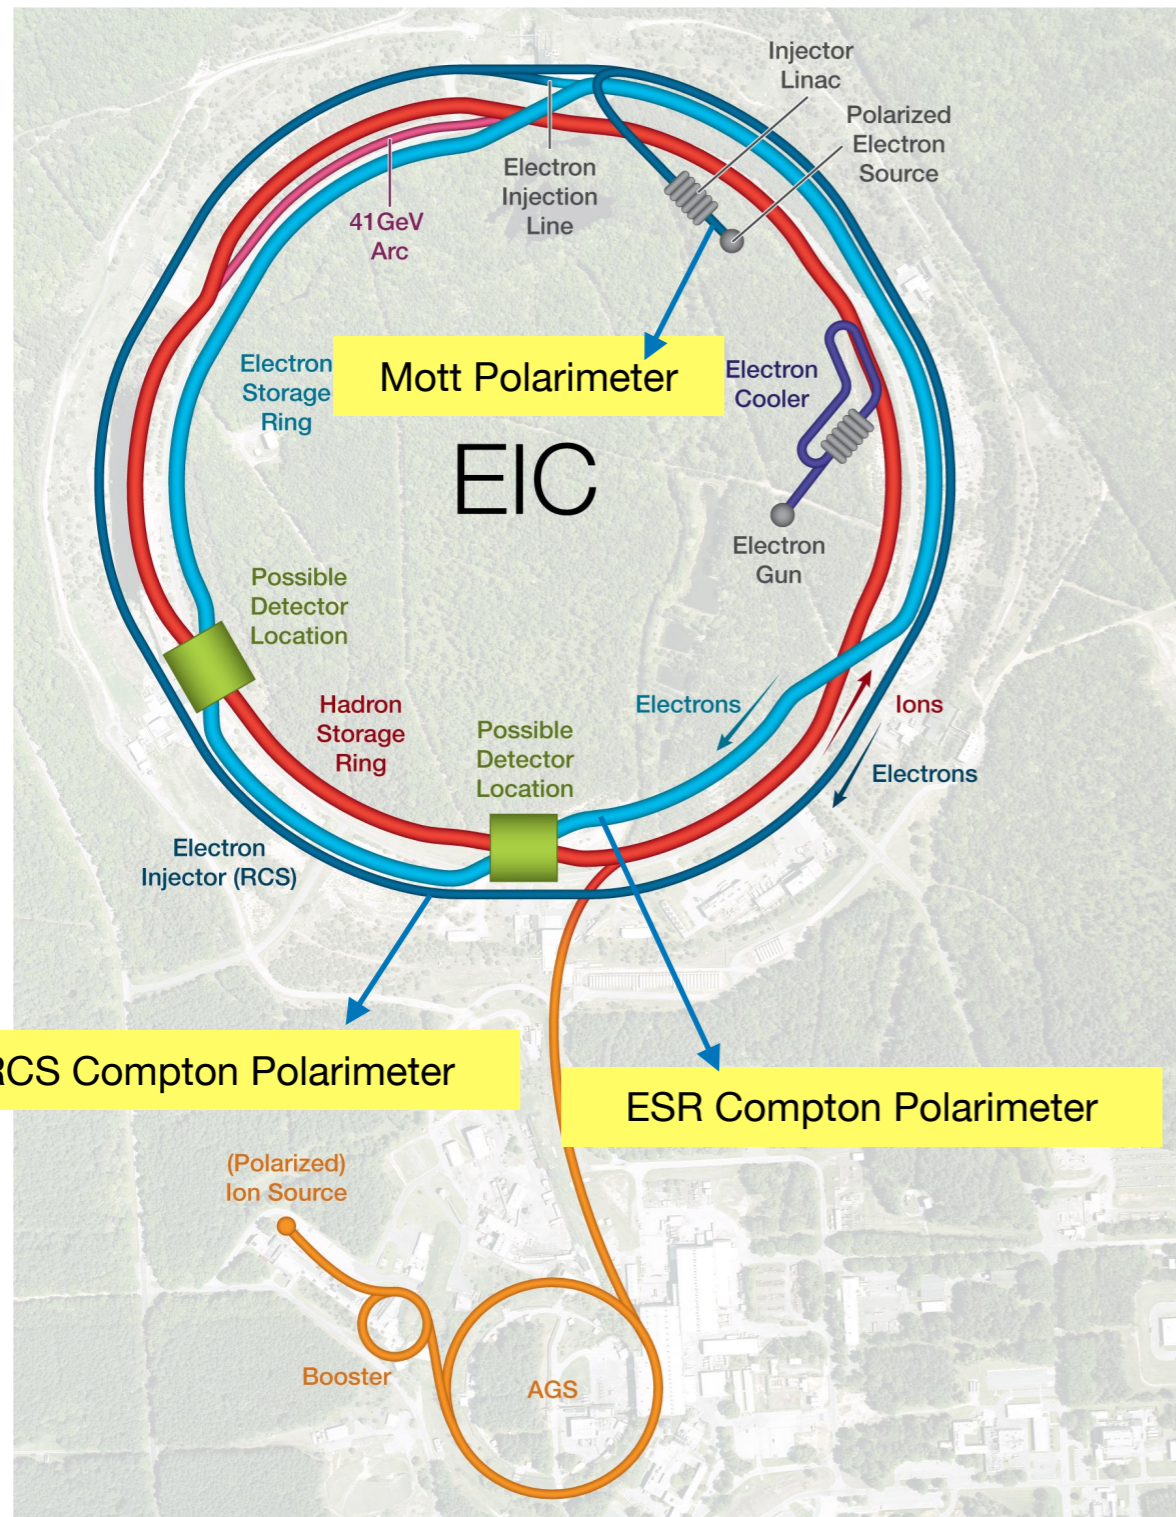 Injector
Linac
Polarized
Electron
Source
Electron
Injection
Line
41GeV
Arc
Electron
Storage
Ring
Mott Polarimeter
Electron
Cooler
EIC
Electron
Gun
Possible
Detector
Location
Hadron
Storage
Ring
Possible
Detector
Location
Electrons
Ions
Electrons
Electron
Injector (RCS)
RCS Compton Polarimeter
ESR Compton Polarimeter
(Polarized)
Ion Source
Booster
AGS